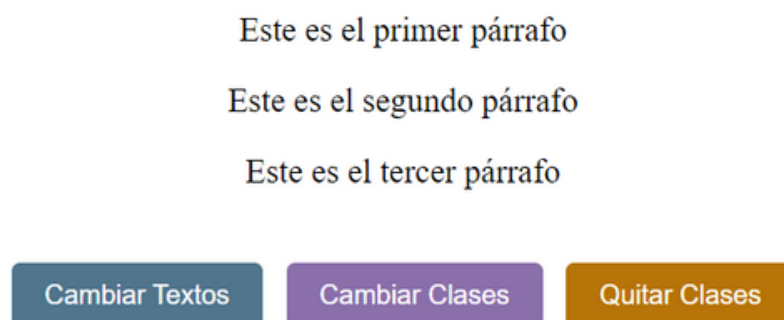 Este es el primer párrafo
Este es el segundo párrafo
Este es el tercer párrafo
Cambiar Textos Cambiar Clases Quitar Clases